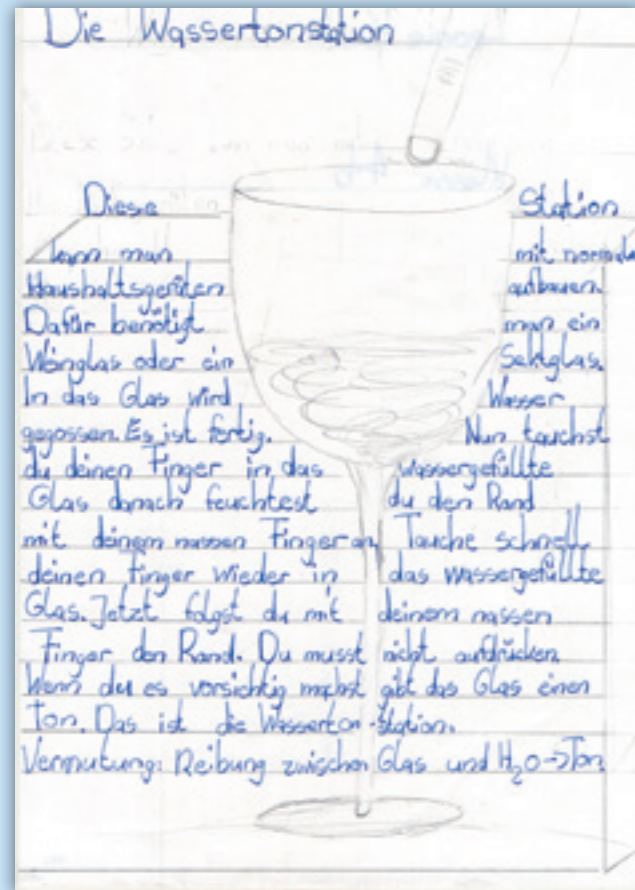 Die Wassertonstation
Diese Station
kann man mit normale
Haushaltsgeräten aufbauen.
Dafür benötigt man ein
Weinglas oder ein Sektglas.
In das Glas wird Wasser
gegossen. Es ist fertig. Nun tauchst
du deinen Finger in das wassergefüllte
Glas danach feuchtest du den Rand
mit deinem nassen Finger an, Tauche schnell
deinen Finger wieder in das wassergefüllte
Glas. Jetzt folgst du mit deinem nassen
Finger den Rand. Du musst nicht aufdrücken.
Wenn du es vorsichtig machst gibt das Glas einen
Ton. Das ist die Wasserton-station.
Vermutung: Reibung zwischen Glas und H₂O->Ton